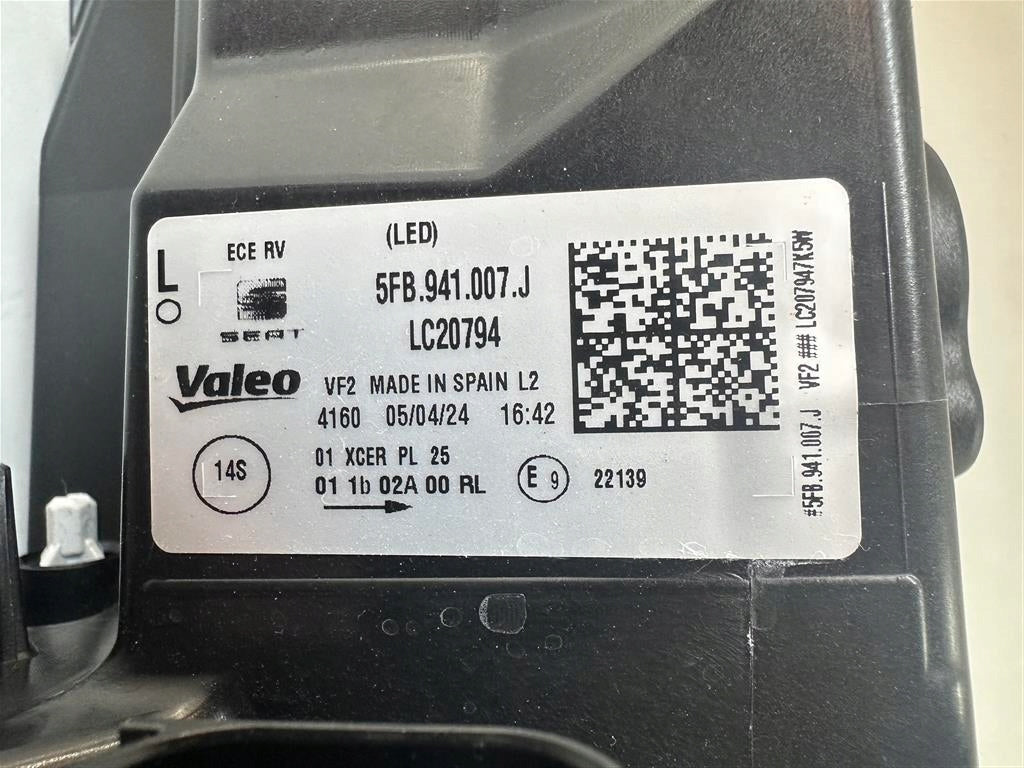 L
ECE RV
(LED)
SEAT
5FB.941.007.J
LC20794
Valeo
VF2 MADE IN SPAIN L2
4160 05/04/24 16:42
14S
01 XCER PL 25
01 1b 02A 00 RL
E 9
22139
#5FB.941.007.J VF2 ### LC207947K5W